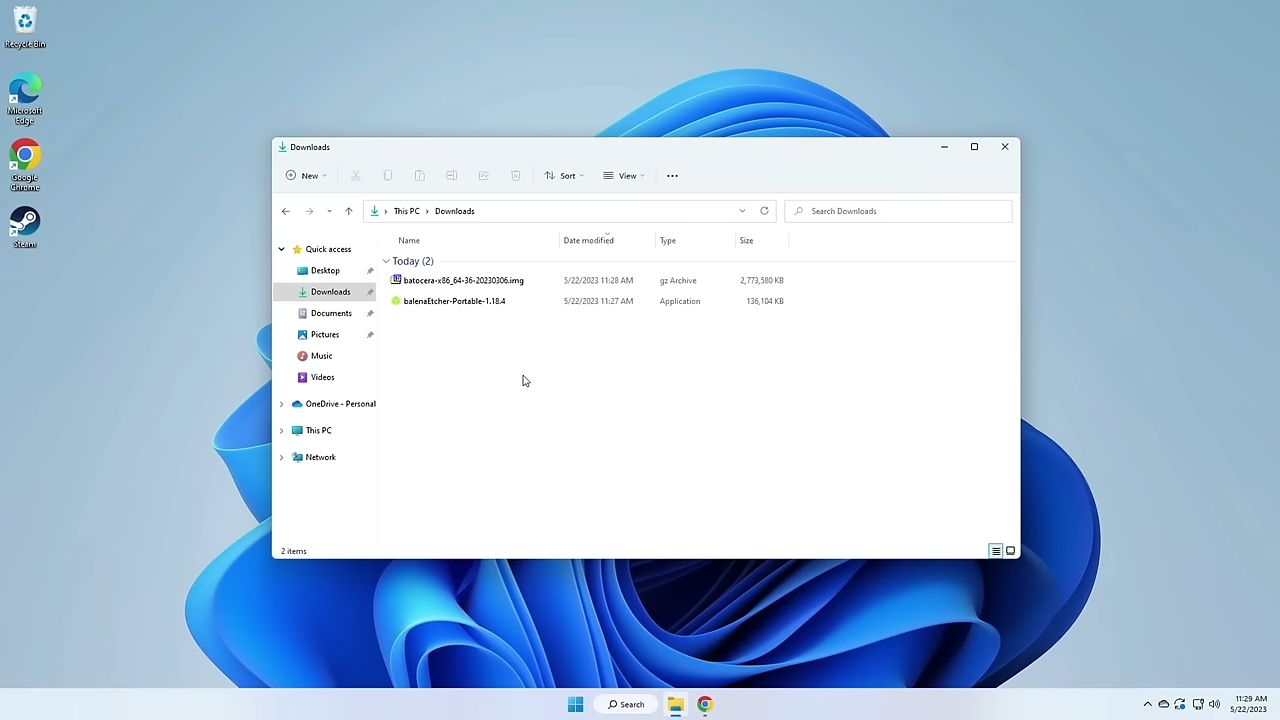 Recycle Bin
Microsoft
Edge
Google
Chrome
Steam
Downloads
New
Sort
View
This PC
Downloads
Search Downloads
Name
Date modified
Type
Size
Quick access
Desktop
Downloads
Documents
Pictures
Music
Videos
OneDrive - Personal
This PC
Network
Today (2)
batocera-x86_64-36-20230306.img 5/22/2023 11:28 AM gz Archive 2,773,580 KB
balenaEtcher-Portable-1.18.4 5/22/2023 11:27 AM Application 136,104 KB
2 items
Search
11:29 AM
5/22/2023